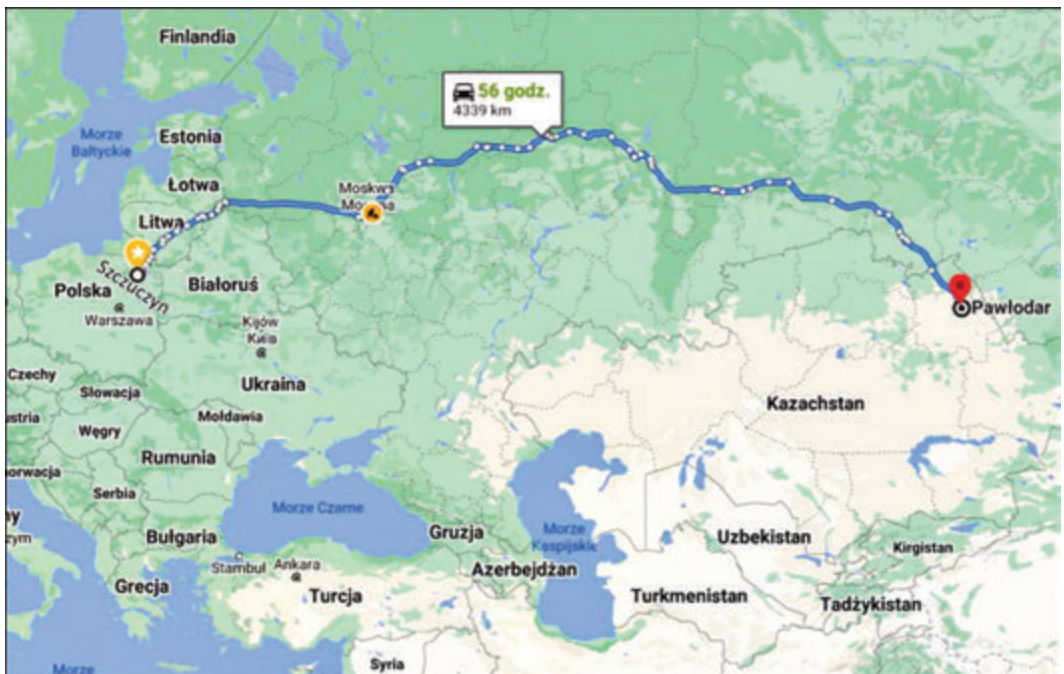 Finlandia
56 godz.
4339 km
Estonia
Morze
Bałtyckie
Łotwa
Moskwa
Litwa
Szczuczyn
Polska
Białoruś
Warszawa
Pawłodar
Kijów
Czechy
Ukraina
Słowacja
Kazachstan
ustria
Węgry
Mołdawia
Rumunia
Serbia
Morze Czarne
Bułgaria
Gruzja
Morze
Kaspijskie
Uzbekistan
Kirgistan
Stambuł
Ankara
Azerbejdżan
Grecja
Turcja
Turkmenistan
Tadżykistan
Syria
Morze